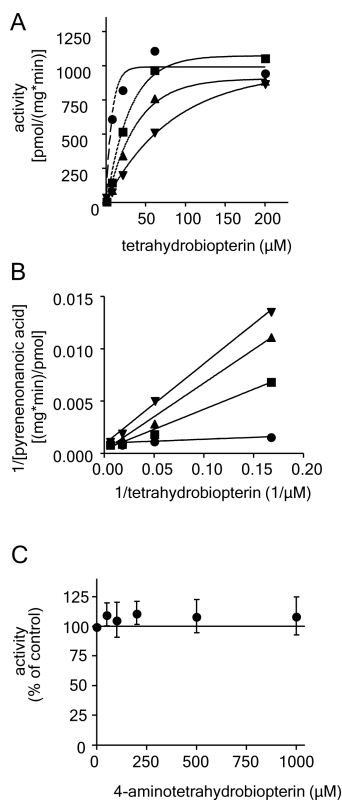 A
activity
[pmol/(mg*min)]
1250
1000
750
500
250
0
50 100 150 200
tetrahydrobiopterin (µM)
B
1/[pyrenenonanoic acid]
[(mg*min)/pmol]
0.015
0.010
0.005
0.000
0.00 0.05 0.10 0.15 0.20
1/tetrahydrobiopterin (1/µM)
C
activity
(% of control)
125
100
75
50
25
0
0 250 500 750 1000
4-aminotetrahydrobiopterin (µM)